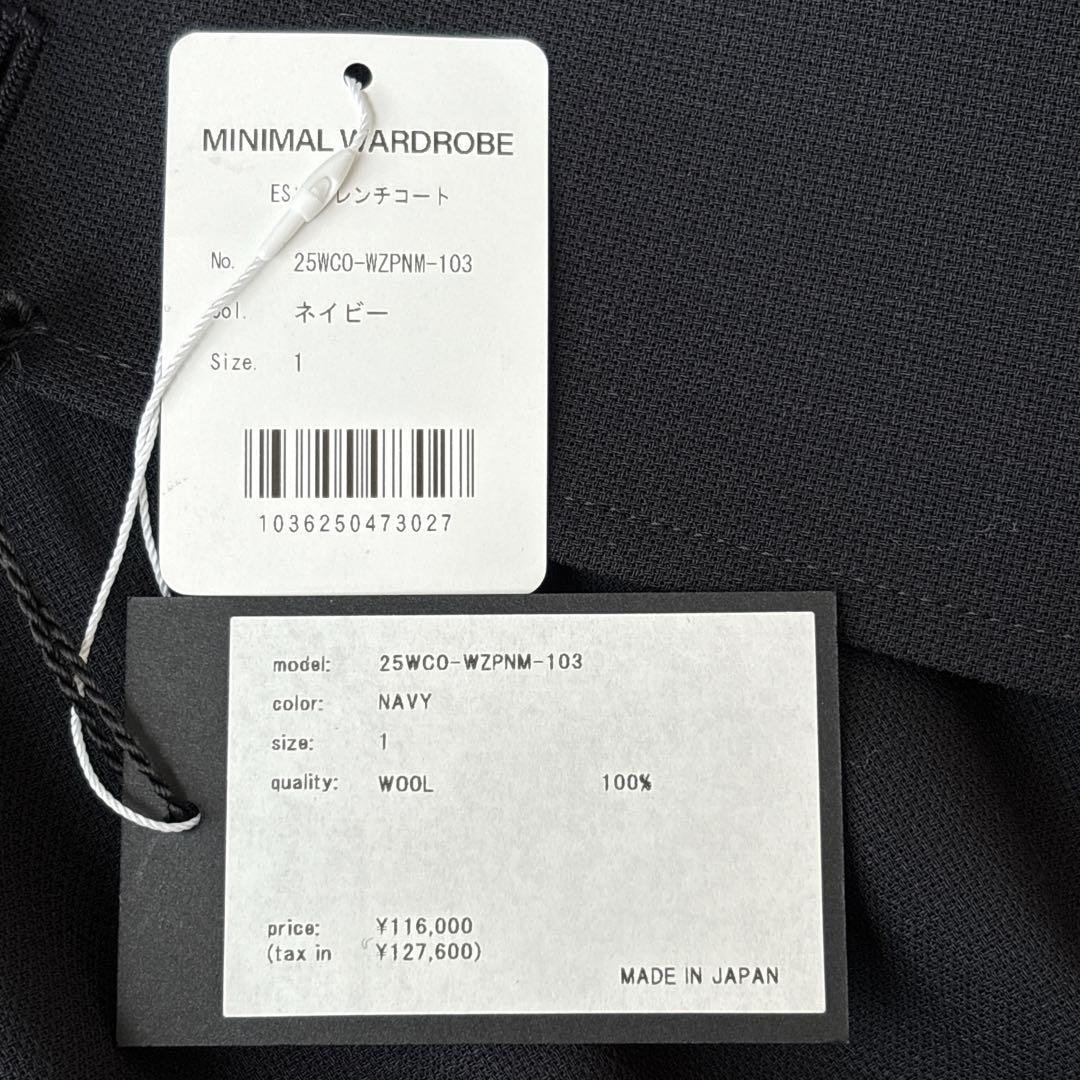 MINIMAL WARDROBE
ES レンチコート
No. 25WCO-WZPNM-103
ol. ネイビー
Size. 1
1036250473027
model: 25WCO-WZPNM-103
color: NAVY
size: 1
quality: WOOL 100%
price: ¥116,000
(tax in ¥127,600)
MADE IN JAPAN